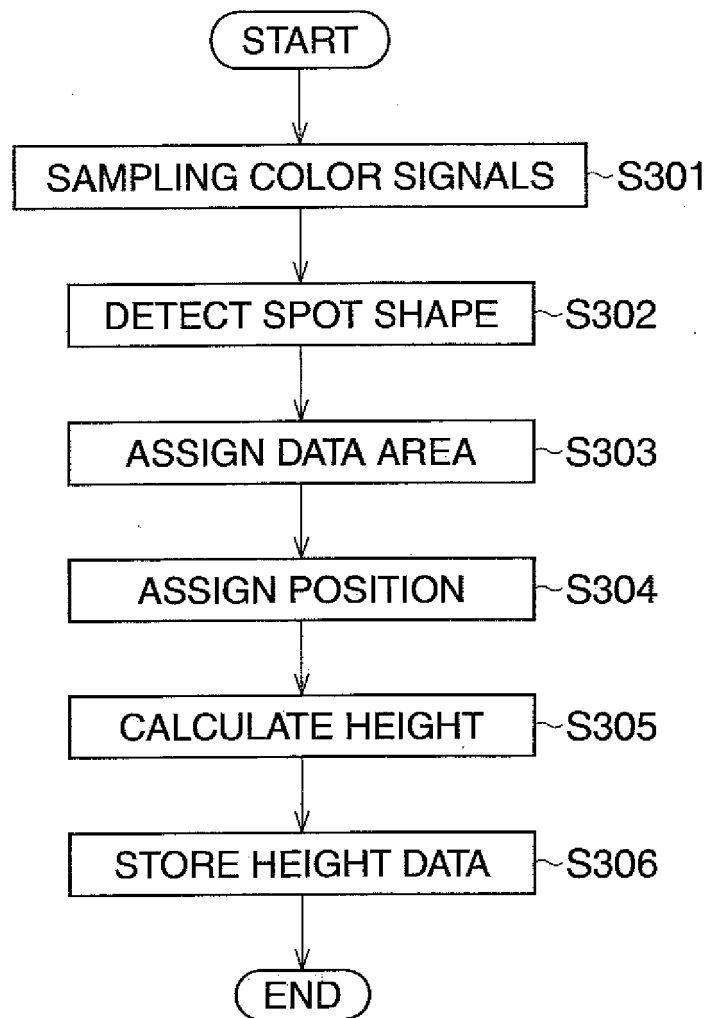 START
SAMPLING COLOR SIGNALS S301
DETECT SPOT SHAPE S302
ASSIGN DATA AREA S303
ASSIGN POSITION S304
CALCULATE HEIGHT S305
STORE HEIGHT DATA S306
END